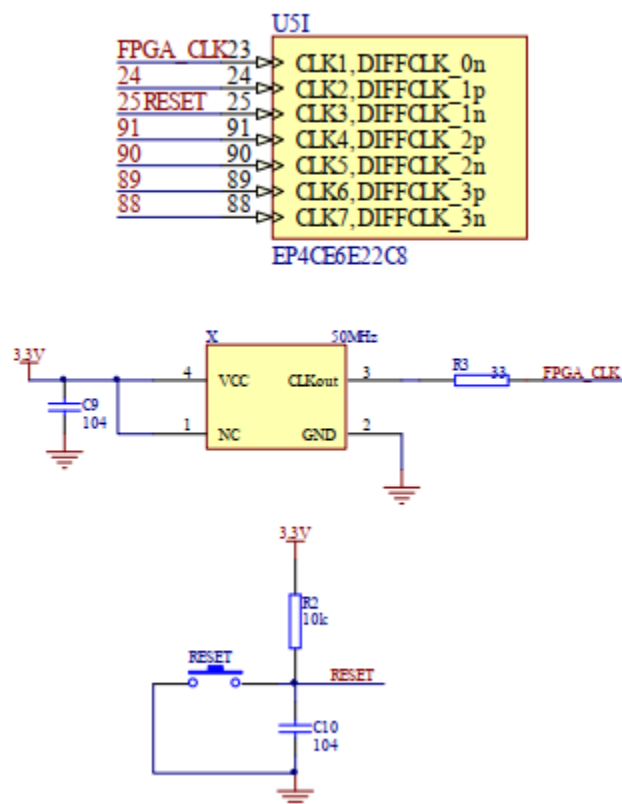 U5I
FPGA_CLK 23 CLK1,DIFFCLK_0n
24 24 CLK2,DIFFCLK_1p
25RESET 25 CLK3,DIFFCLK_1n
91 91 CLK4,DIFFCLK_2p
90 90 CLK5,DIFFCLK_2n
89 89 CLK6,DIFFCLK_3p
88 88 CLK7,DIFFCLK_3n
EP4CE6E22C8
X 50MHz
3.3V 4 VCC CLKout 3 R3 33 FPGA_CLK
C9
104
1 NC GND 2
3.3V
R2
10k
RESET
RESET
C10
104